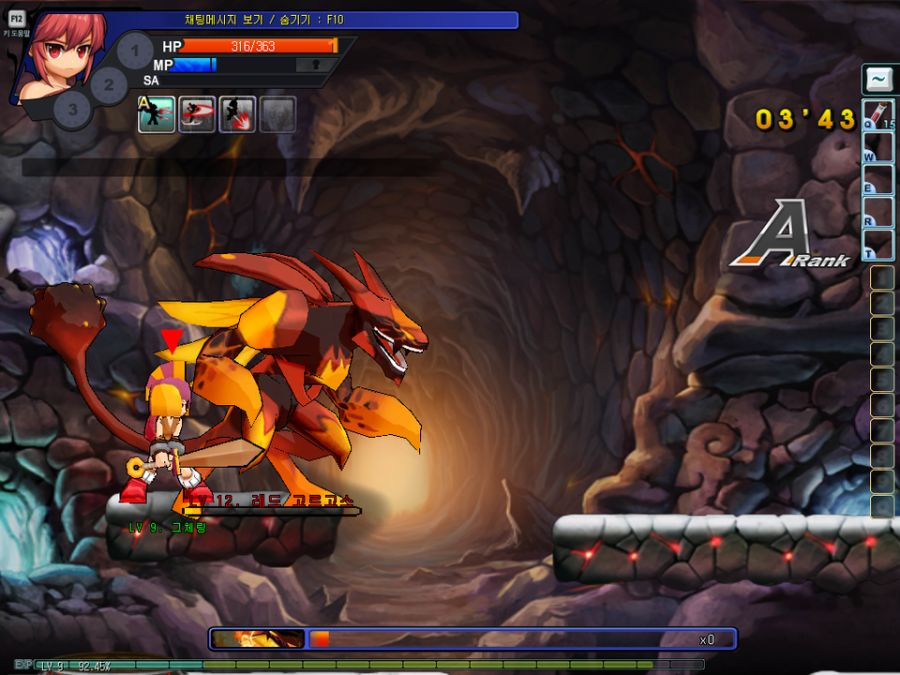 F12
키도움말
채팅메시지 보기 / 숨기기 : F10
HP 316/363 1
MP
SA
1
2
3
A
~
03'43
Q 15
W
E
R
T
A Rank
LV 12. 레드 고르고스
LV 9. 그체팅
x0
EXP LV 9 92.45%